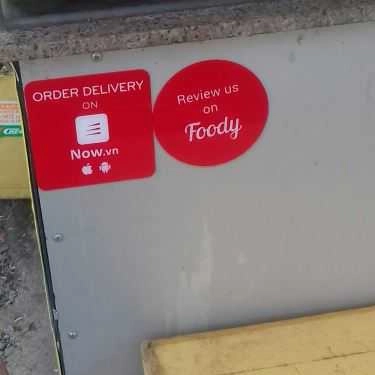 ORDER DELIVERY
ON
Now.vn
Review us
on
Foody